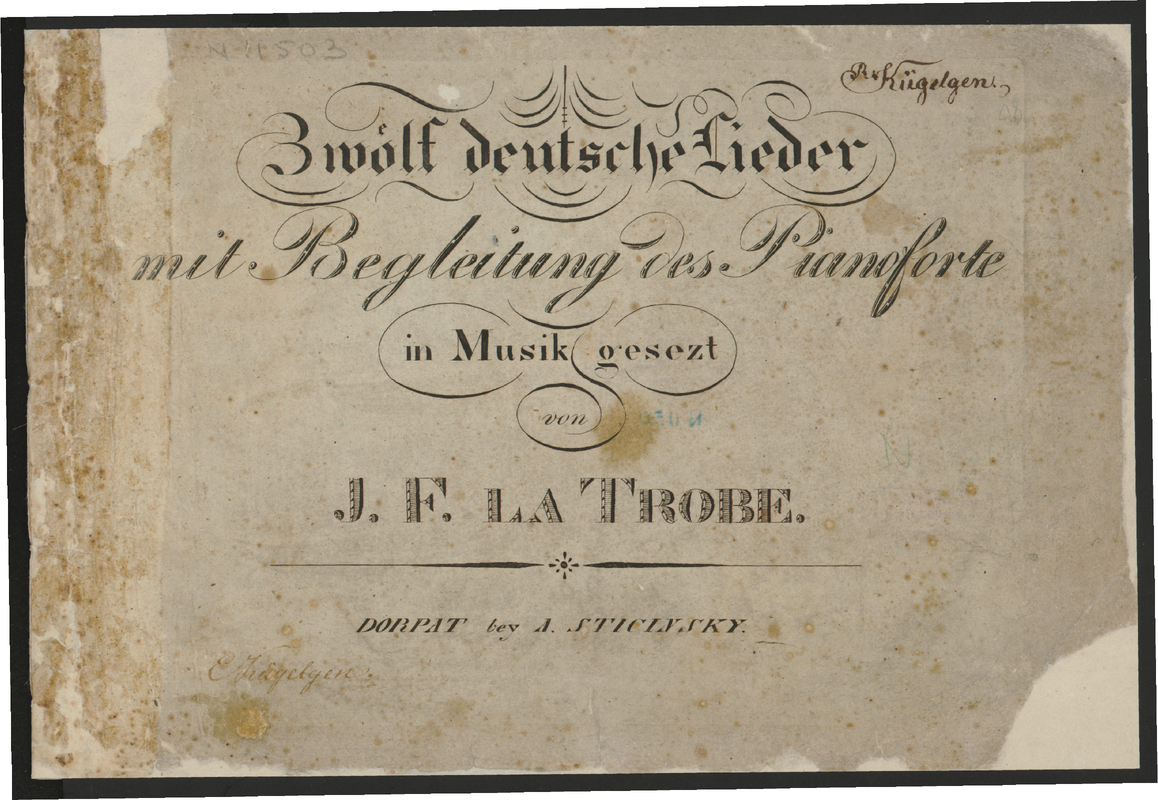 N 11503
Kügelgen.
Zwölf deutsche Lieder
mit Begleitung des Pianoforte
in Musik gesezt
von
J. F. LA TROBE.
DORPAT bey A. STICINSKY.
C Kügelgen.